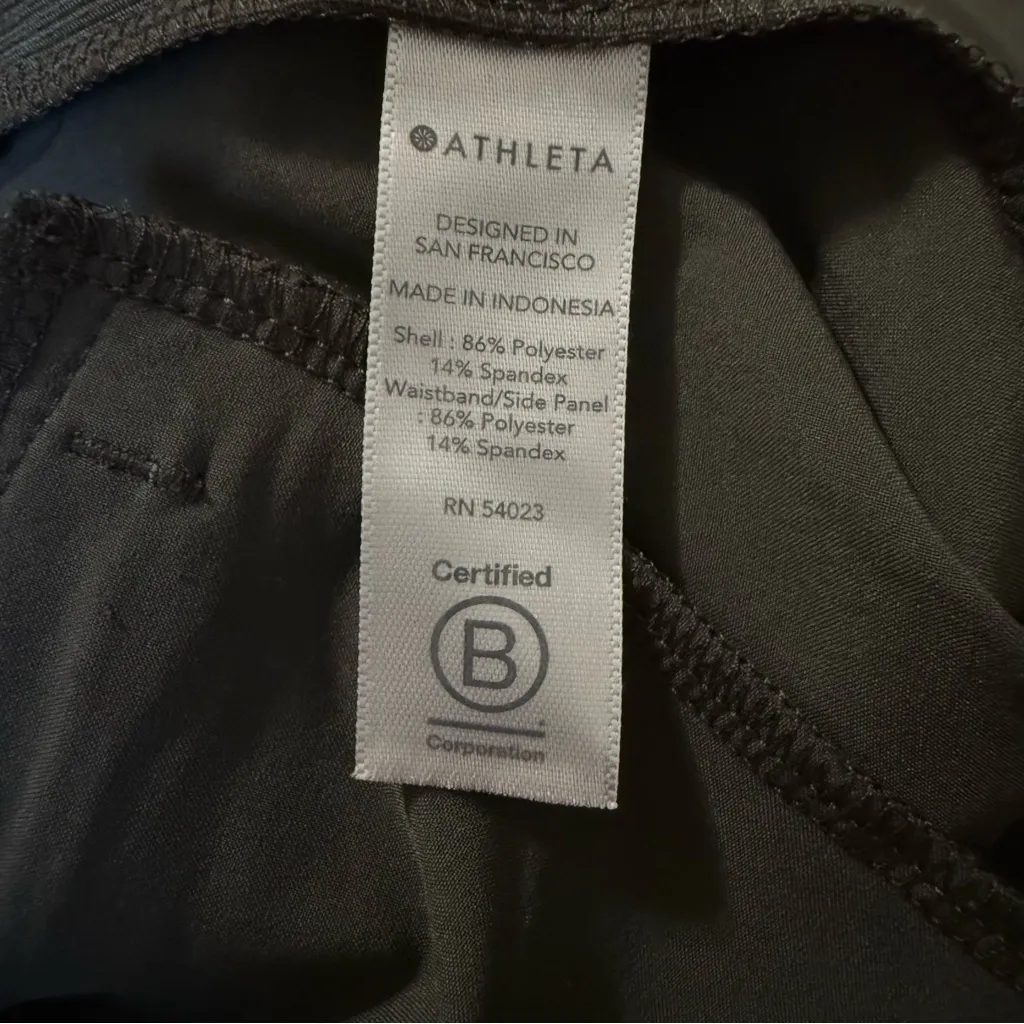 ATHLETA
DESIGNED IN
SAN FRANCISCO
MADE IN INDONESIA
Shell : 86% Polyester
14% Spandex
Waistband/Side Panel
: 86% Polyester
14% Spandex
RN 54023
Certified
B
Corporation